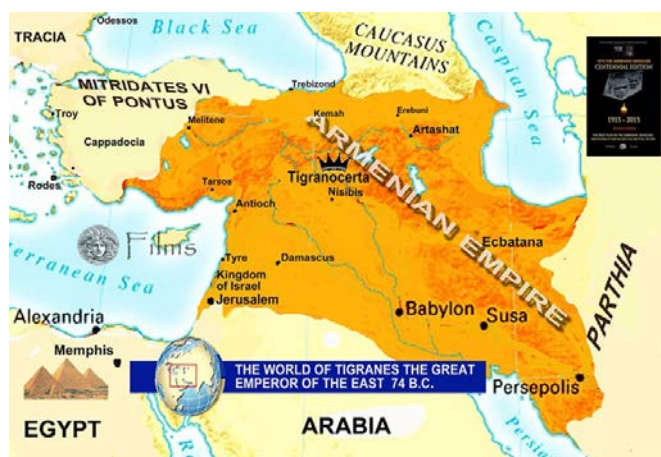 Odessos
Black Sea
TRACIA
CAUCASUS
MOUNTAINS
Caspian Sea
CENTENNIAL EDITION
1915-2015
MITRIDATES VI
OF PONTUS
Trebizond
Troy
Melitene
Kemah
Erebuni
Artashat
Cappadocia
ARMENIAN EMPIRE
Tigranocerta
Rodes
Tarsos
Nisibis
Antioch
Ecbatana
Films
erranean Sea
Tyre
Damascus
Kingdom
of Israel
Jerusalem
PARTHIA
Alexandria
Babylon
Susa
Memphis
THE WORLD OF TIGRANES THE GREAT
EMPEROR OF THE EAST 74 B.C.
Persepolis
EGYPT
ARABIA
Re
Persian